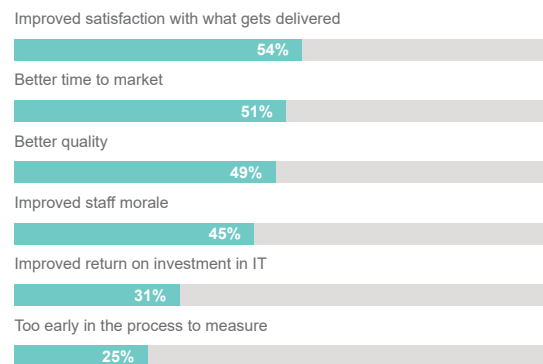 Improved satisfaction with what gets delivered
54%
Better time to market
51%
Better quality
49%
Improved staff morale
45%
Improved return on investment in IT
31%
Too early in the process to measure
25%